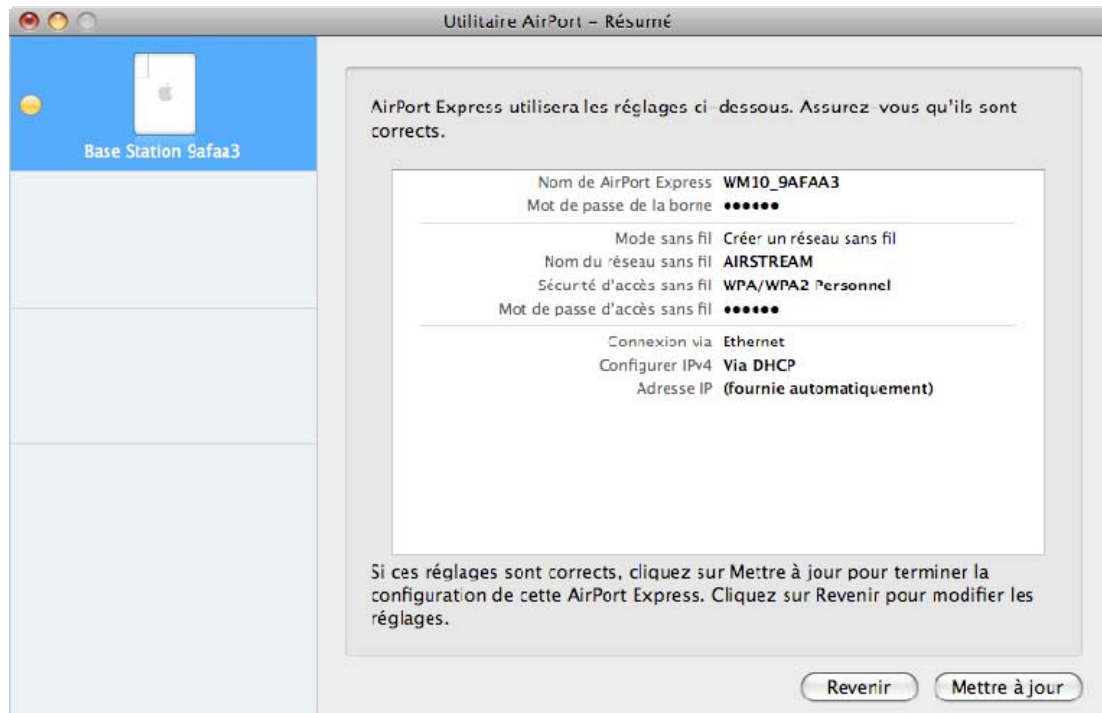 Utilitaire AirPort – Résumé
Base Station 9afaa3
AirPort Express utilisera les réglages ci-dessous. Assurez-vous qu'ils sont
corrects.
Nom de AirPort Express WM10_9AFAA3
Mot de passe de la borne ••••••
Mode sans fil Créer un réseau sans fil
Nom du réseau sans fil AIRSTREAM
Sécurité d'accès sans fil WPA/WPA2 Personnel
Mot de passe d'accès sans fil ••••••
Connexion via Ethernet
Configurer IPv4 Via DHCP
Adresse IP (fournie automatiquement)
Si ces réglages sont corrects, cliquez sur Mettre à jour pour terminer la
configuration de cette AirPort Express. Cliquez sur Revenir pour modifier les
réglages.
Revenir Mettre à jour